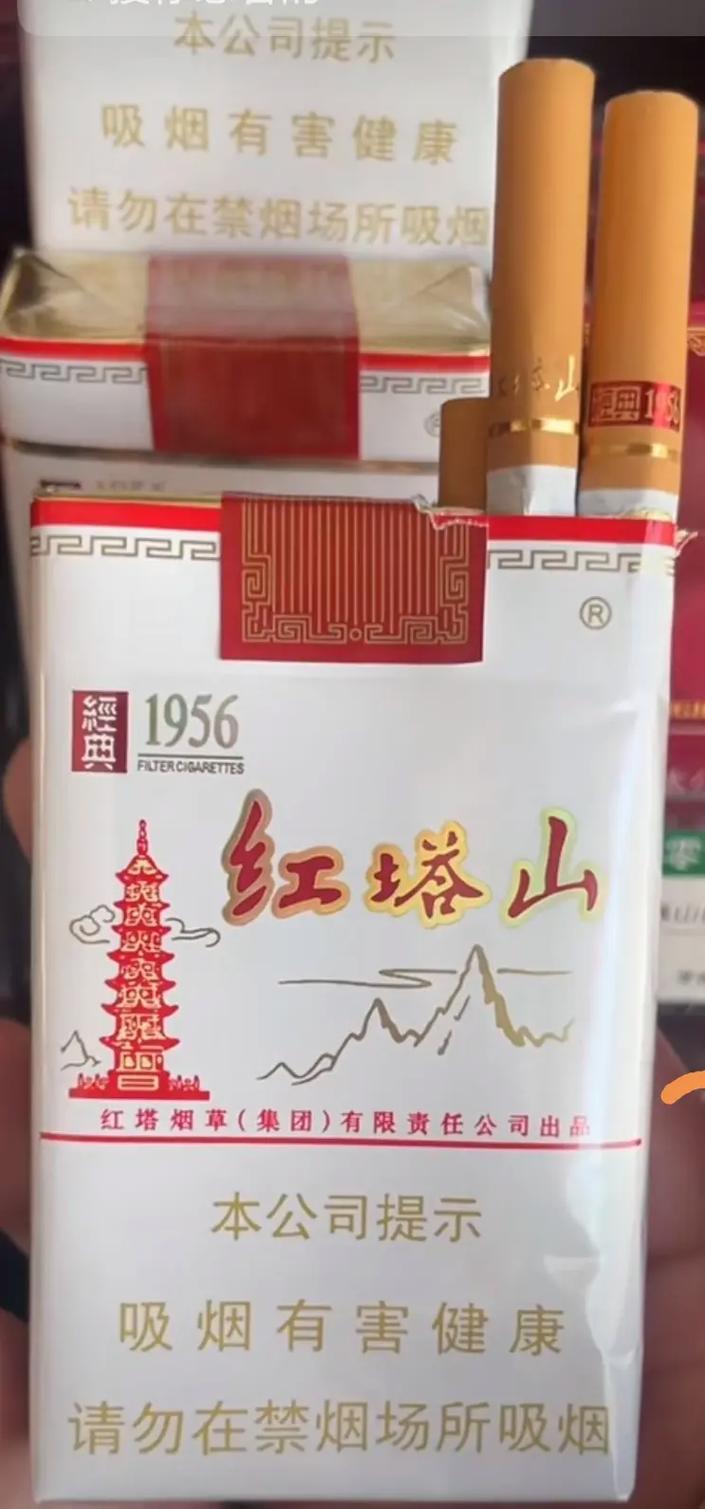 本公司提示
吸烟有害健康
请勿在禁烟场所吸烟
經典 1956
®
經典 1956
FILTER CIGARETTES
红塔山
红塔烟草(集团)有限责任公司出品
本公司提示
吸烟有害健康
请勿在禁烟场所吸烟